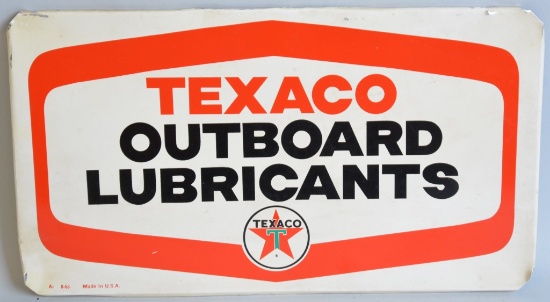 TEXACO
OUTBOARD
LUBRICANTS
TEXACO
T
Made in U.S.A.